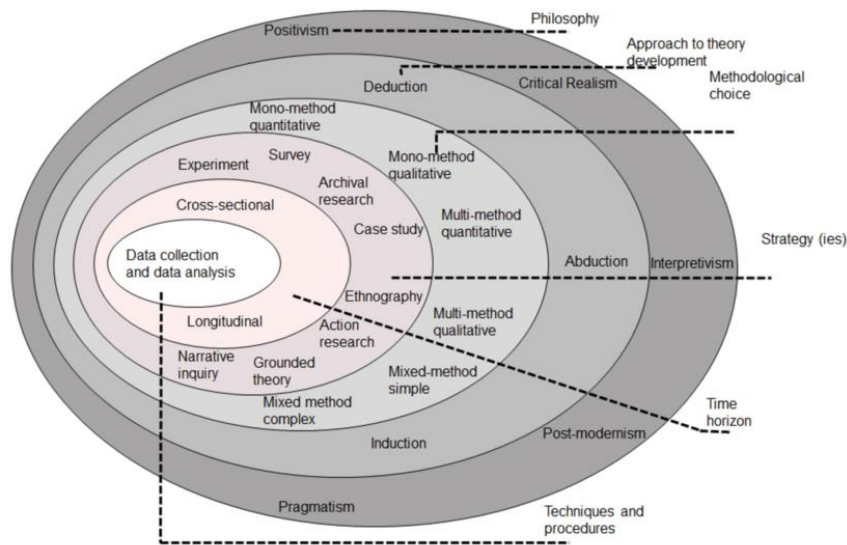 Philosophy
Positivism
Approach to theory
development
Critical Realism
Methodological
choice
Deduction
Mono-method
quantitative
Survey
Experiment
Mono-method
qualitative
Archival
research
Cross-sectional
Multi-method
quantitative
Case study
Strategy (ies)
Data collection
and data analysis
Abduction
Interpretivism
Ethnography
Longitudinal
Action
research
Multi-method
qualitative
Narrative
inquiry
Grounded
theory
Mixed-method
simple
Mixed method
complex
Time
horizon
Induction
Post-modernism
Pragmatism
Techniques and
procedures